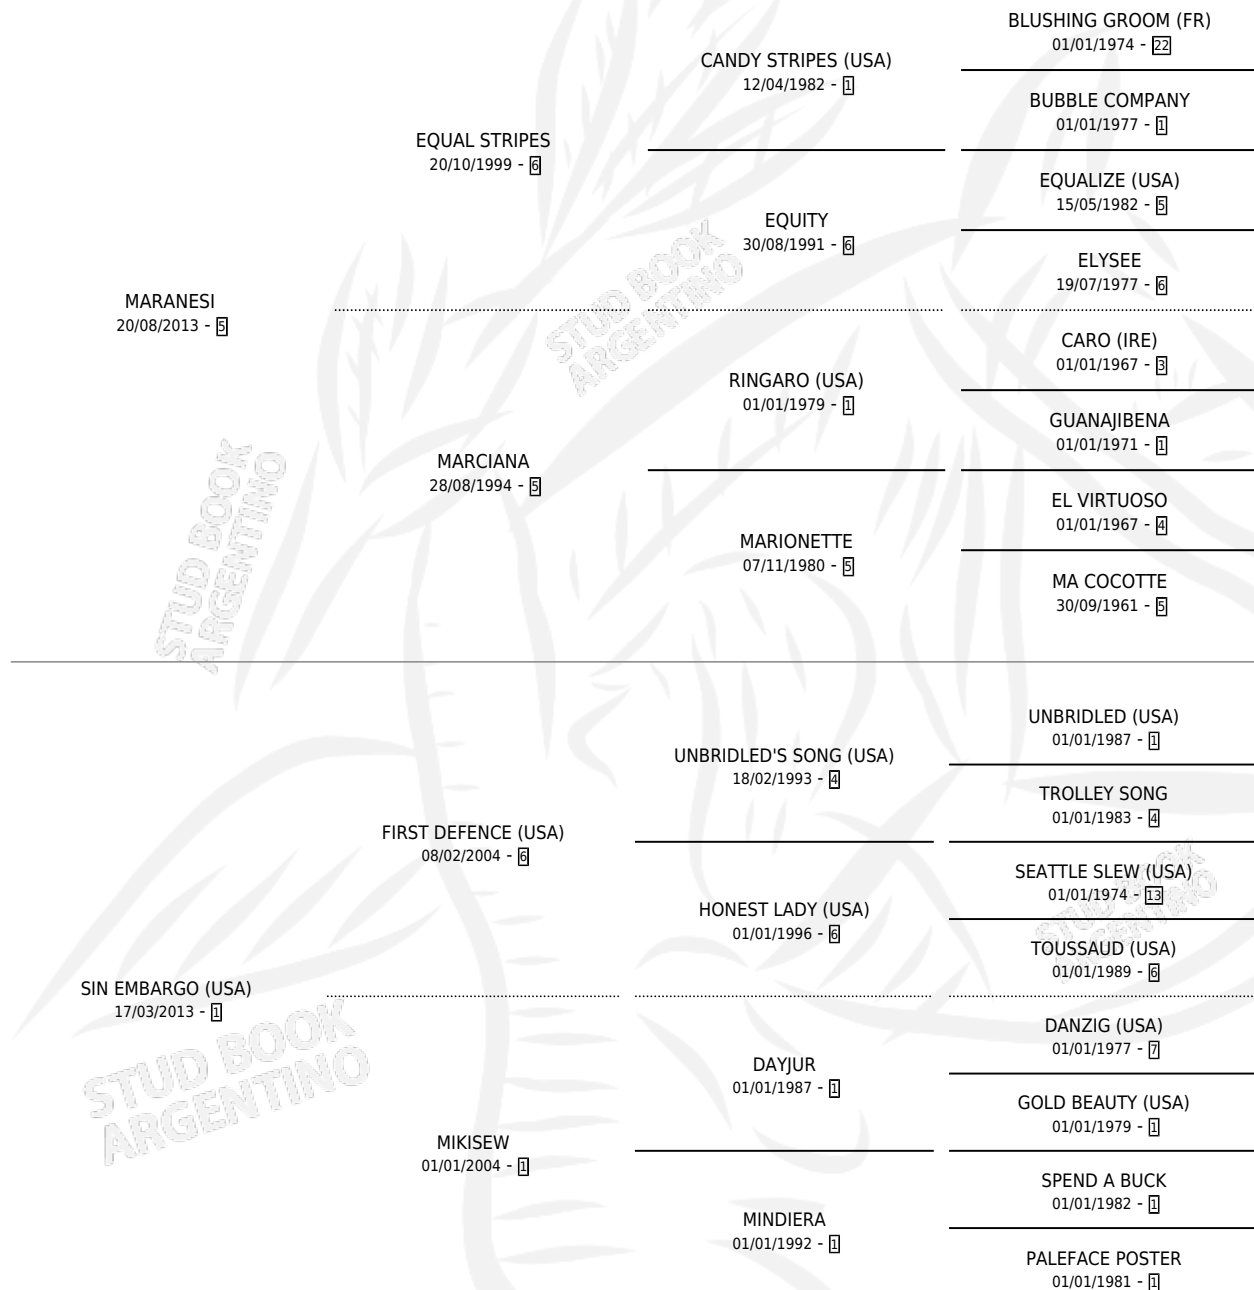 BLUSHING GROOM (FR)
01/01/1974 - 22
CANDY STRIPES (USA)
12/04/1982 - 1
BUBBLE COMPANY
01/01/1977 - 1
EQUAL STRIPES
20/10/1999 - 6
EQUALIZE (USA)
15/05/1982 - 5
EQUITY
30/08/1991 - 6
ELYSEE
19/07/1977 - 6
MARANESI
20/08/2013 - 5
CARO (IRE)
01/01/1967 - 3
RINGARO (USA)
01/01/1979 - 1
GUANAJIBENA
01/01/1971 - 1
MARCIANA
28/08/1994 - 5
EL VIRTUOSO
01/01/1967 - 4
MARIONETTE
07/11/1980 - 5
MA COCOTTE
30/09/1961 - 5
UNBRIDLED (USA)
01/01/1987 - 1
UNBRIDLED'S SONG (USA)
18/02/1993 - 4
TROLLEY SONG
01/01/1983 - 4
FIRST DEFENCE (USA)
08/02/2004 - 6
SEATTLE SLEW (USA)
01/01/1974 - 13
HONEST LADY (USA)
01/01/1996 - 6
TOUSSAUD (USA)
01/01/1989 - 6
SIN EMBARGO (USA)
17/03/2013 - 1
DANZIG (USA)
01/01/1977 - 7
DAYJUR
01/01/1987 - 1
GOLD BEAUTY (USA)
01/01/1979 - 1
MIKISEW
01/01/2004 - 1
SPEND A BUCK
01/01/1982 - 1
MINDIERA
01/01/1992 - 1
PALEFACE POSTER
01/01/1981 - 1
STUD BOOK
ARGENTINO
STUD BOOK
ARGENTINO
STUD BOOK
ARGENTINO
STUD BOOK
ARGENTINO